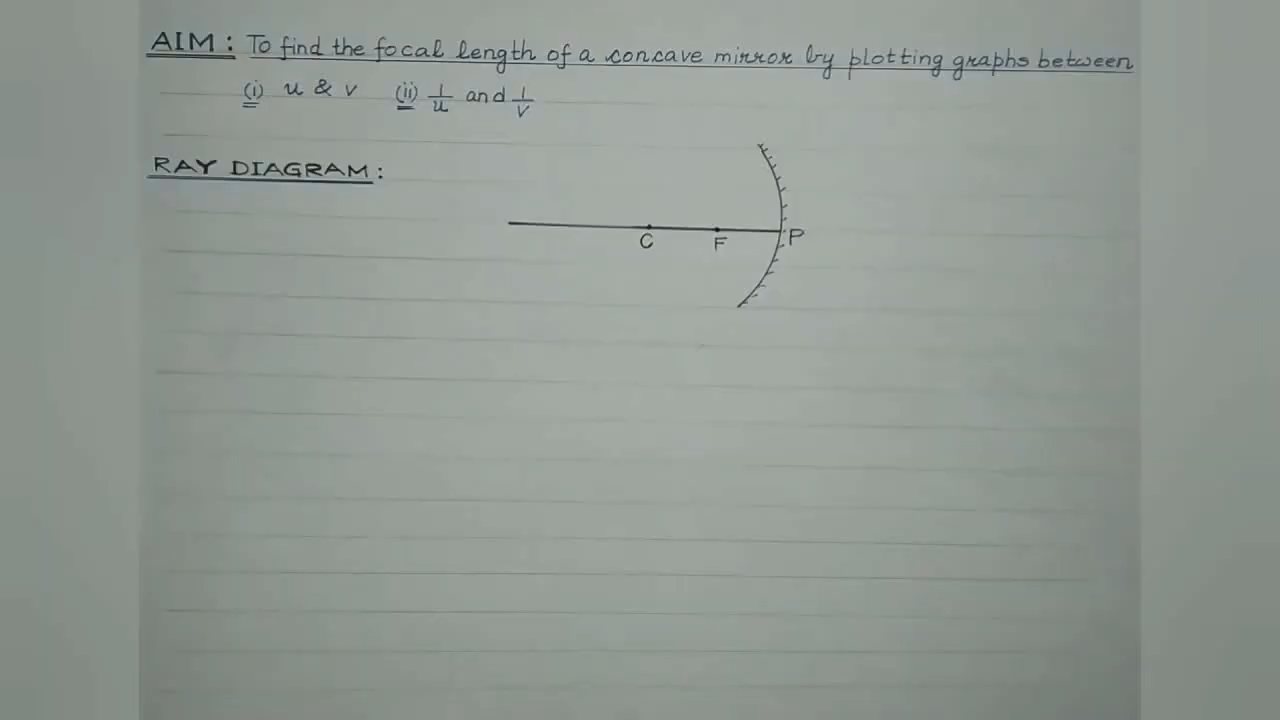 AIM : To find the focal length of a concave mirror by plotting graphs between
(i) u & v (ii) 1/u and 1/v
RAY DIAGRAM :
C F P